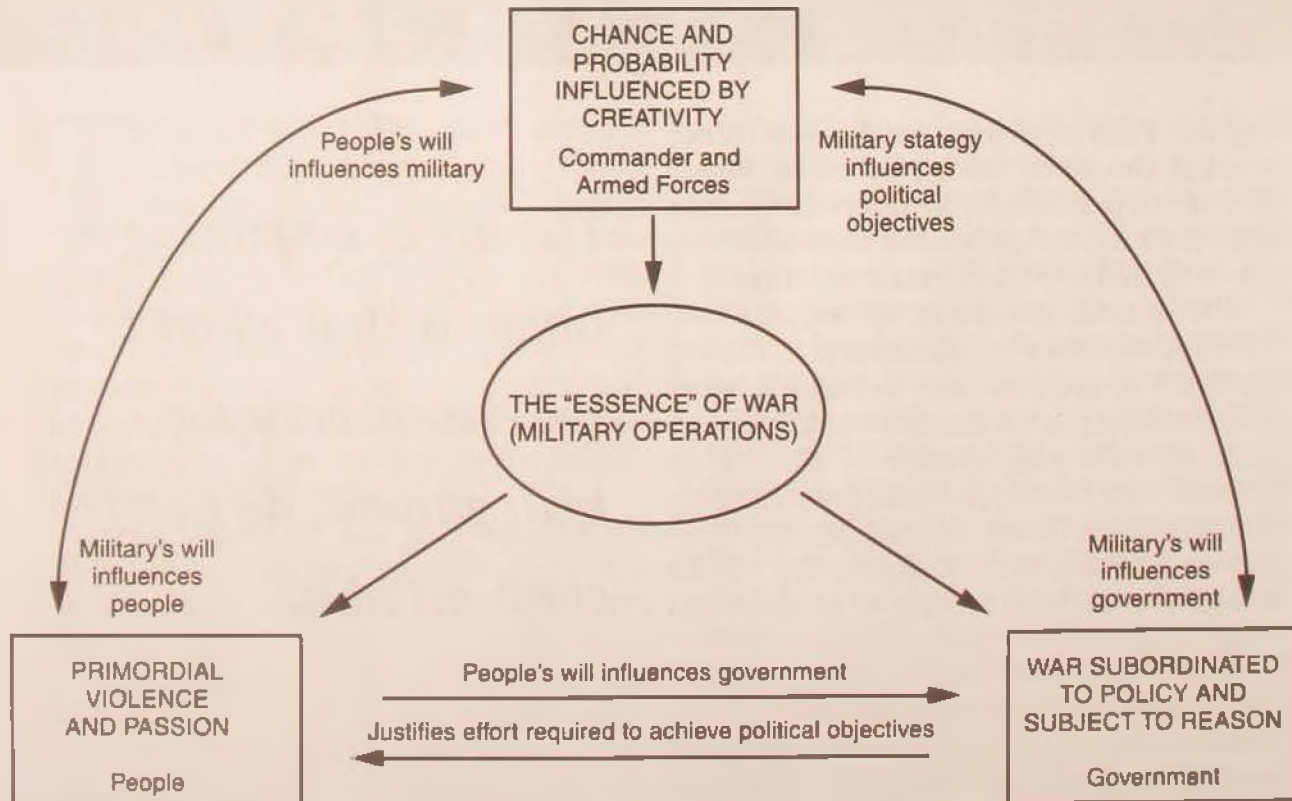 CHANCE AND
PROBABILITY
INFLUENCED BY
CREATIVITY
Commander and
Armed Forces
People's will
influences military
Military stategy
influences
political
objectives
THE "ESSENCE" OF WAR
(MILITARY OPERATIONS)
Military's will
influences
people
Military's will
influences
government
PRIMORDIAL
VIOLENCE
AND PASSION
People
People's will influences government
Justifies effort required to achieve political objectives
WAR SUBORDINATED
TO POLICY AND
SUBJECT TO REASON
Government